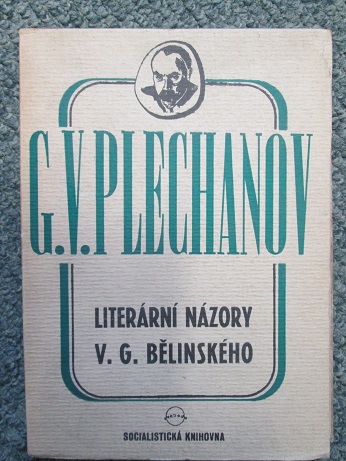 G.V. PLECHANOV
LITERÁRNÍ NÁZORY
V. G. BĚLINSKÉHO
SOCIALISTICKÁ KNIHOVNA